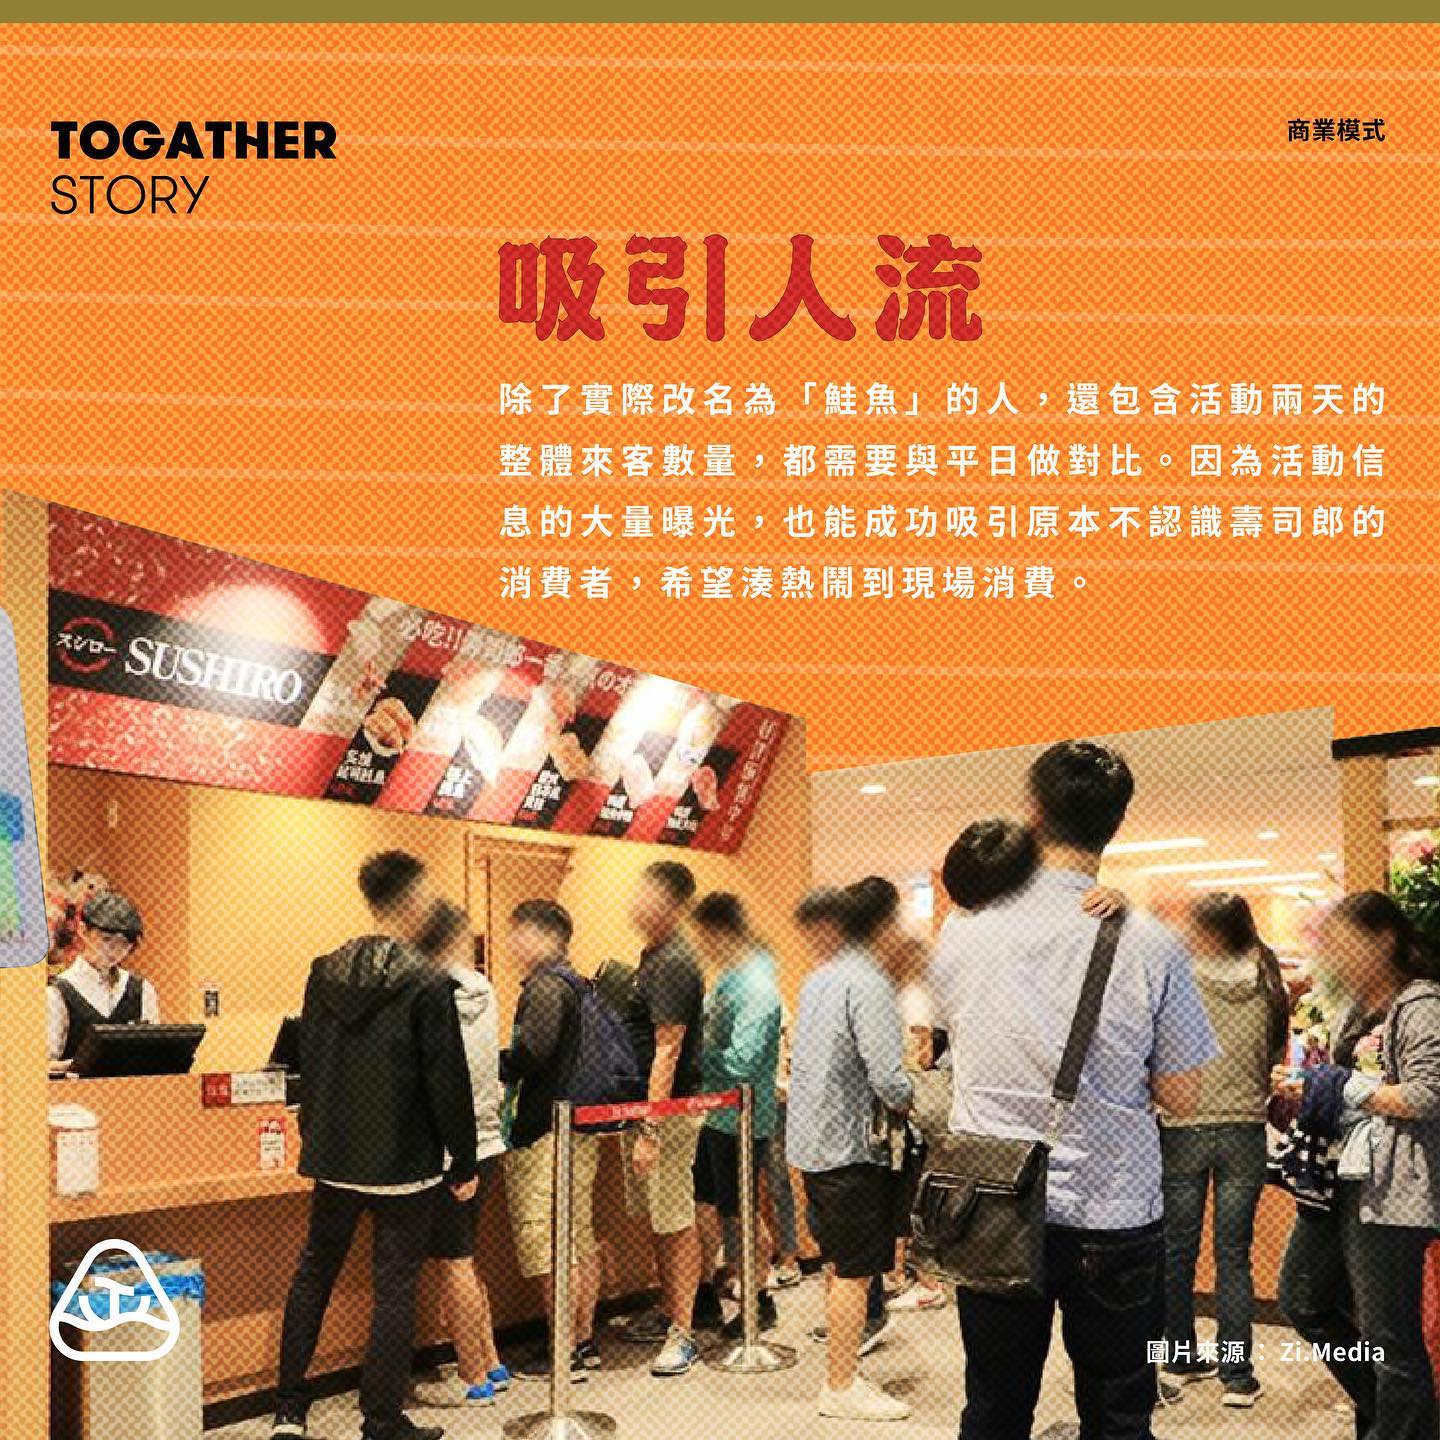 TOGATHER
STORY
商業模式
吸引人流
除了實際改名為「鮭魚」的人，還包含活動兩天的
整體來客數量，都需要與平日做對比。因為活動信
息的大量曝光，也能成功吸引原本不認識壽司郎的
消費者，希望湊熱鬧到現場消費。
スシロー
SUSHIRO
圖片來源： Zi.Media